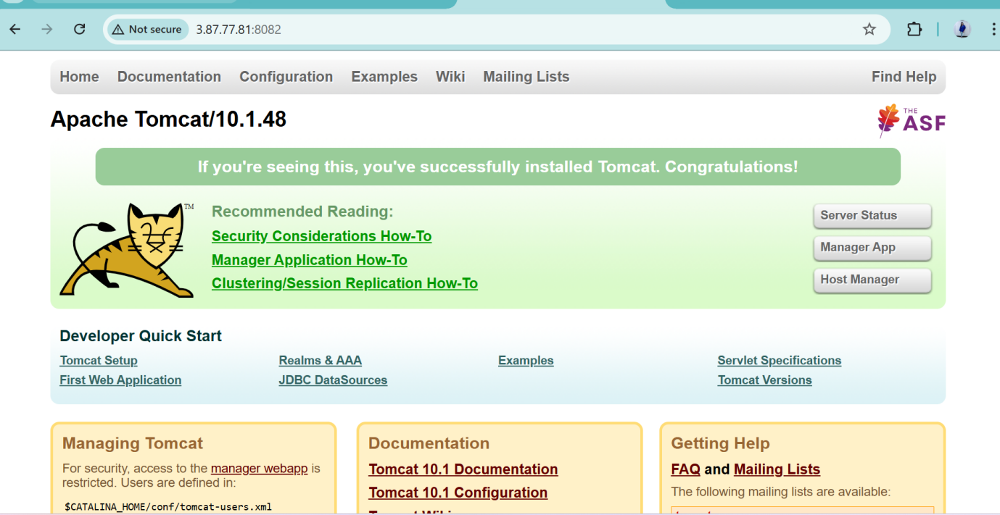 Not secure 3.87.77.81:8082
Home Documentation Configuration Examples Wiki Mailing Lists Find Help
Apache Tomcat/10.1.48
THE
ASF
If you're seeing this, you've successfully installed Tomcat. Congratulations!
TM
Recommended Reading:
Security Considerations How-To
Manager Application How-To
Clustering/Session Replication How-To
Server Status
Manager App
Host Manager
Developer Quick Start
Tomcat Setup
First Web Application
Realms & AAA
JDBC DataSources
Examples
Servlet Specifications
Tomcat Versions
Managing Tomcat
For security, access to the manager webapp is
restricted. Users are defined in:
$CATALINA_HOME/conf/tomcat-users.xml
Documentation
Tomcat 10.1 Documentation
Tomcat 10.1 Configuration
Getting Help
FAQ and Mailing Lists
The following mailing lists are available: